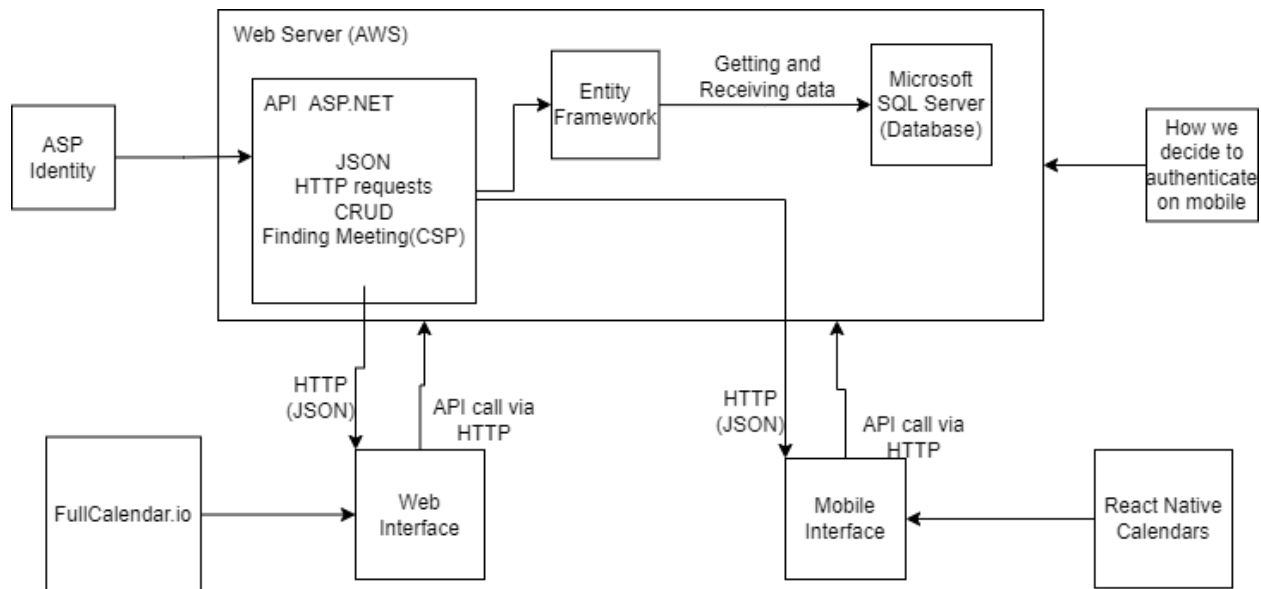 Web Server (AWS)
API ASP.NET
JSON
HTTP requests
CRUD
Finding Meeting(CSP)
Entity
Framework
Getting and
Receiving data
Microsoft
SQL Server
(Database)
ASP
Identity
How we
decide to
authenticate
on mobile
HTTP
(JSON)
API call via
HTTP
HTTP
(JSON)
API call via
HTTP
FullCalendar.io
Web
Interface
Mobile
Interface
React Native
Calendars